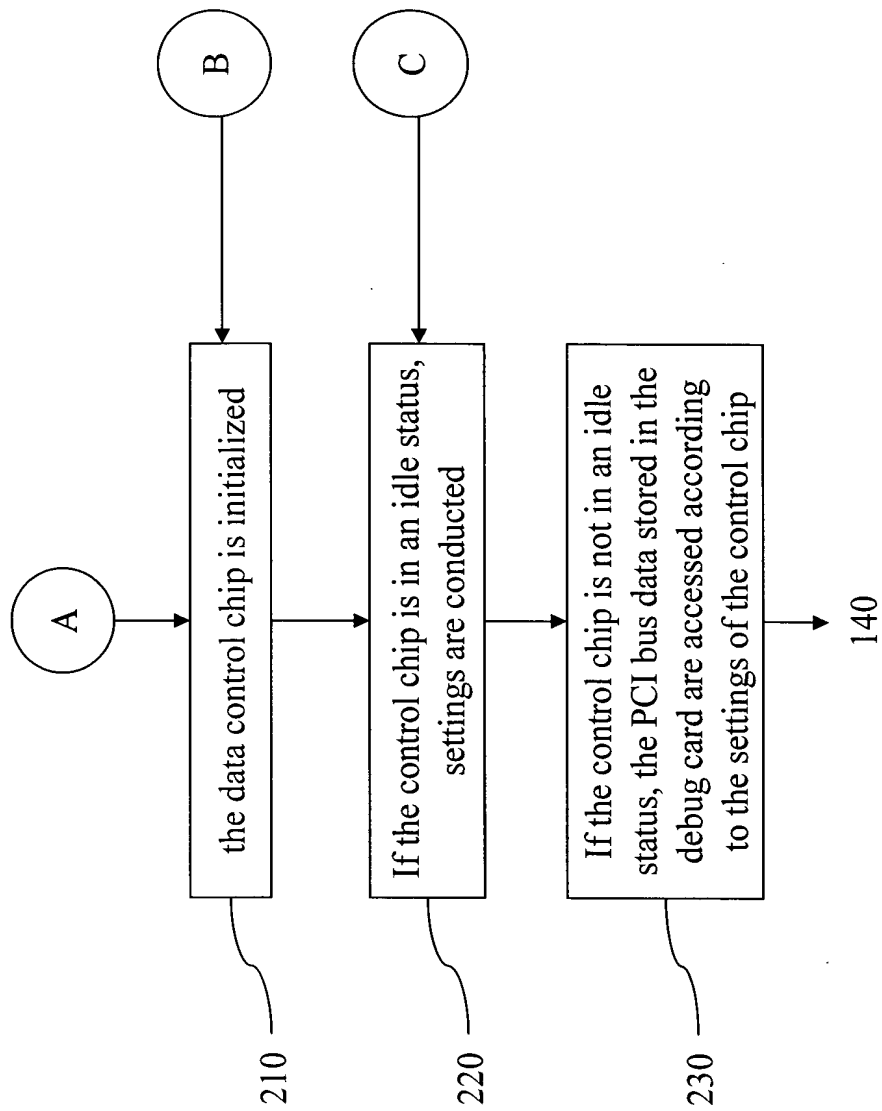 A
B
the data control chip is initialized
210
C
If the control chip is in an idle status,
settings are conducted
220
If the control chip is not in an idle
status, the PCI bus data stored in the
debug card are accessed according
to the settings of the control chip
230
140